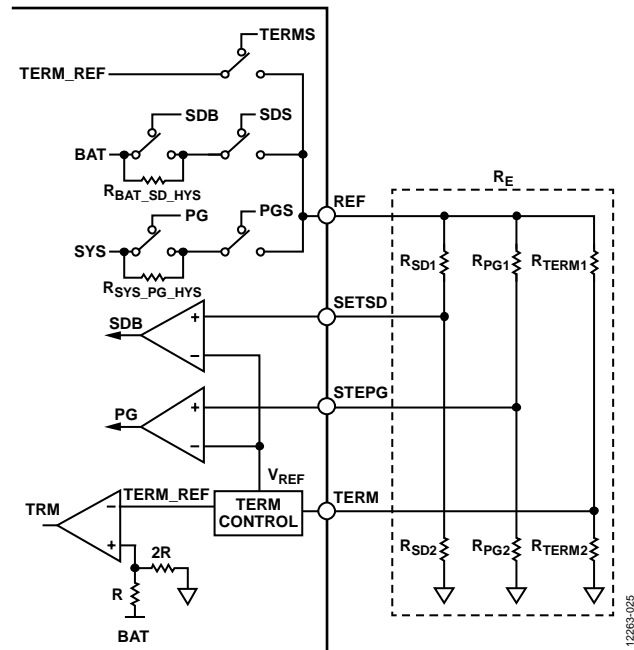 TERMS
TERM_REF
SDB
SDS
BAT
R_BAT_SD_HYS
R_E
PG
PGS
REF
SYS
R_SYS_PG_HYS
R_SD1
R_PG1
R_TERM1
SETSD
SDB
+
−
STEPG
PG
+
−
V_REF
TERM_REF
TERM
TRM
−
TERM CONTROL
+
2R
R_SD2
R_PG2
R_TERM2
R
BAT
12263-025